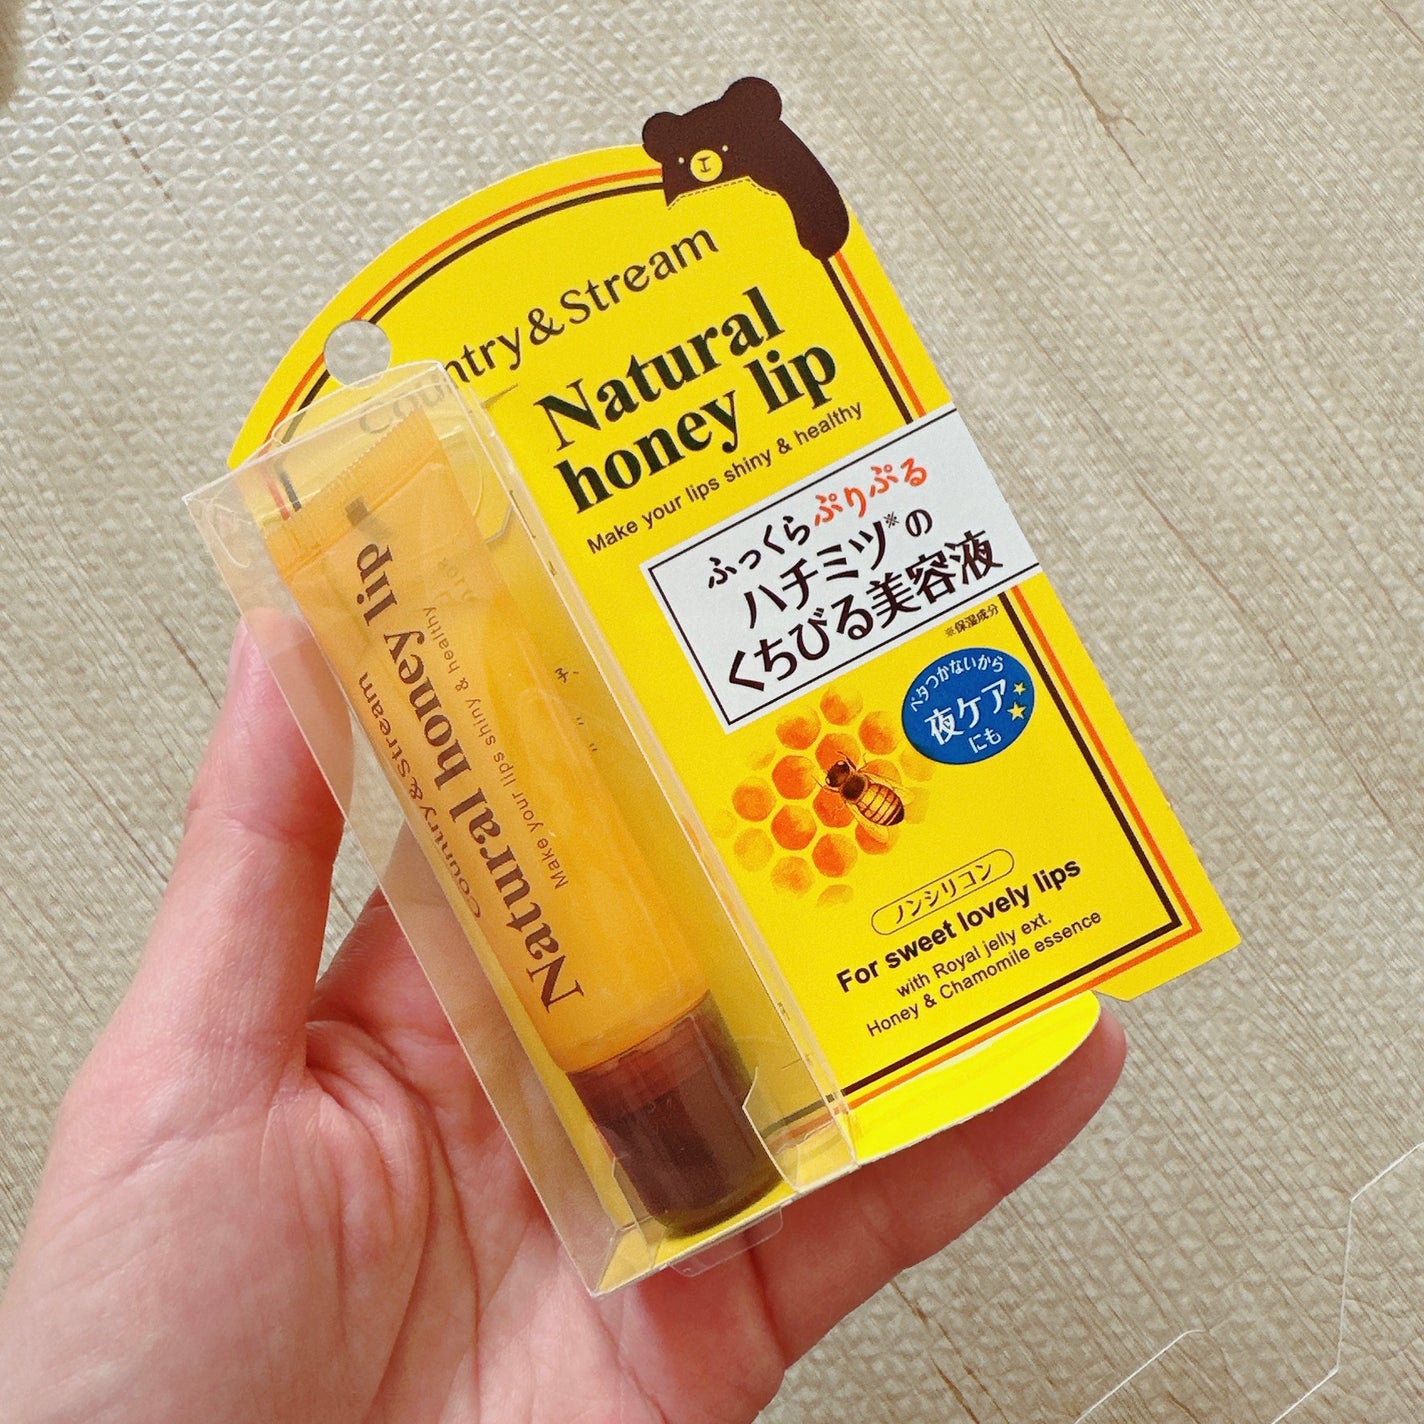 Country&Stream
Natural
honey lip
Make your lips shiny & healthy
ふっくらぷりぷる
ハチミツ※の
くちびる美容液
※保湿成分
ベタつかないから
夜ケア
にも
ノンシリコン
For sweet lovely lips
with Royal jelly ext.
Honey & Chamomile essence
Country&Stream
Natural honey lip
Make your lips shiny & healthy